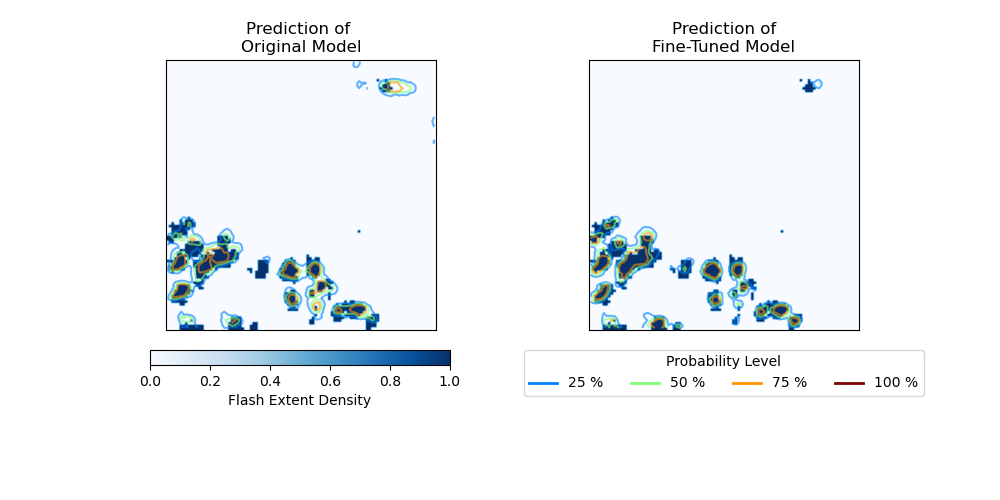 Prediction of
Original Model
Prediction of
Fine-Tuned Model
0.0 0.2 0.4 0.6 0.8 1.0
Flash Extent Density
Probability Level
25 % 50 % 75 % 100 %